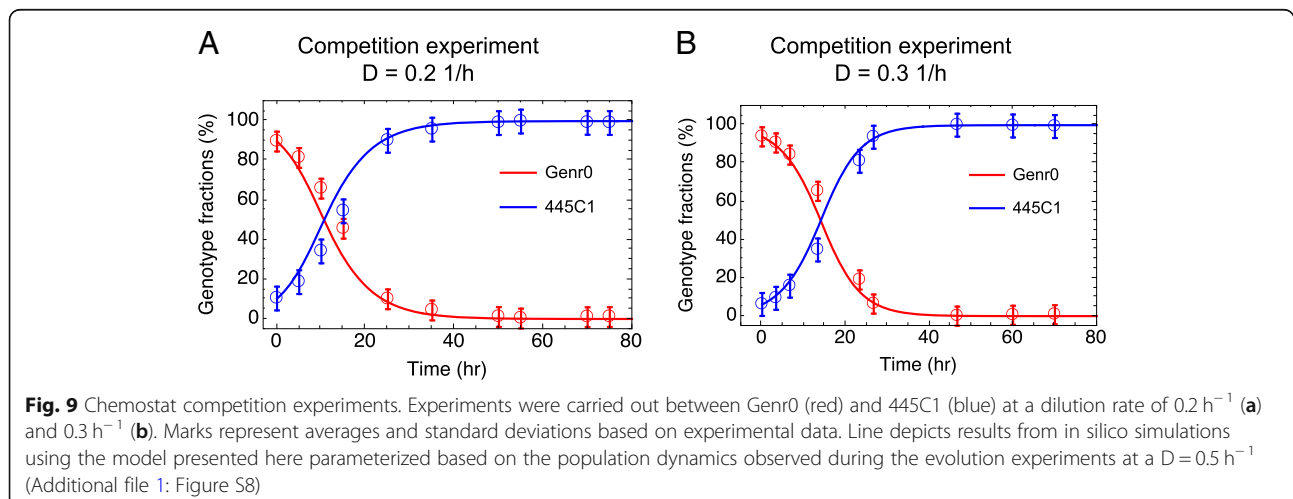 A
Competition experiment
D = 0.2 1/h
Genotype fractions (%)
100
80
60
40
20
0
Genr0
445C1
0 20 40 60 80
Time (hr)
B
Competition experiment
D = 0.3 1/h
Genotype fractions (%)
100
80
60
40
20
0
Genr0
445C1
0 20 40 60 80
Time (hr)
Fig. 9 Chemostat competition experiments. Experiments were carried out between Genr0 (red) and 445C1 (blue) at a dilution rate of 0.2 h⁻¹ (a)
and 0.3 h⁻¹ (b). Marks represent averages and standard deviations based on experimental data. Line depicts results from in silico simulations
using the model presented here parameterized based on the population dynamics observed during the evolution experiments at a D = 0.5 h⁻¹
(Additional file 1: Figure S8)